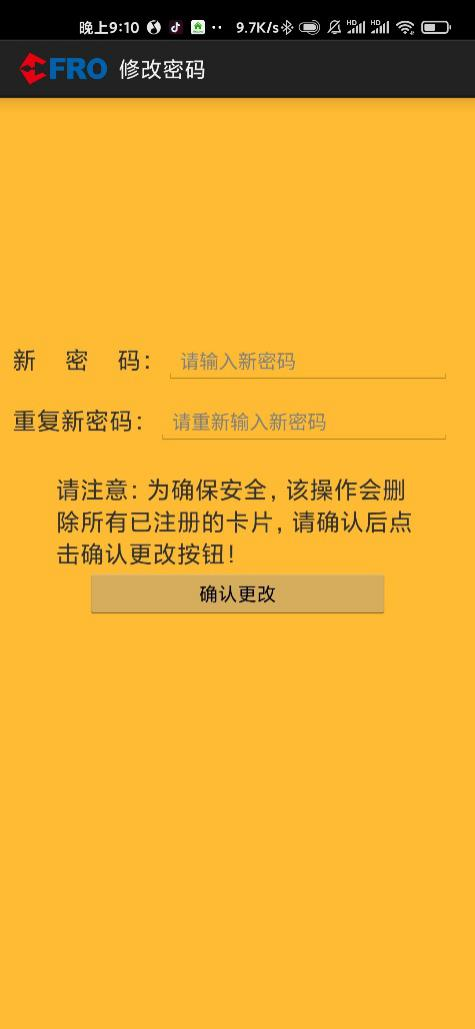 晚上9:10 9.7K/s
FRO 修改密码
新 密 码： 请输入新密码
重复新密码： 请重新输入新密码
请注意：为确保安全，该操作会删
除所有已注册的卡片，请确认后点
击确认更改按钮！
确认更改